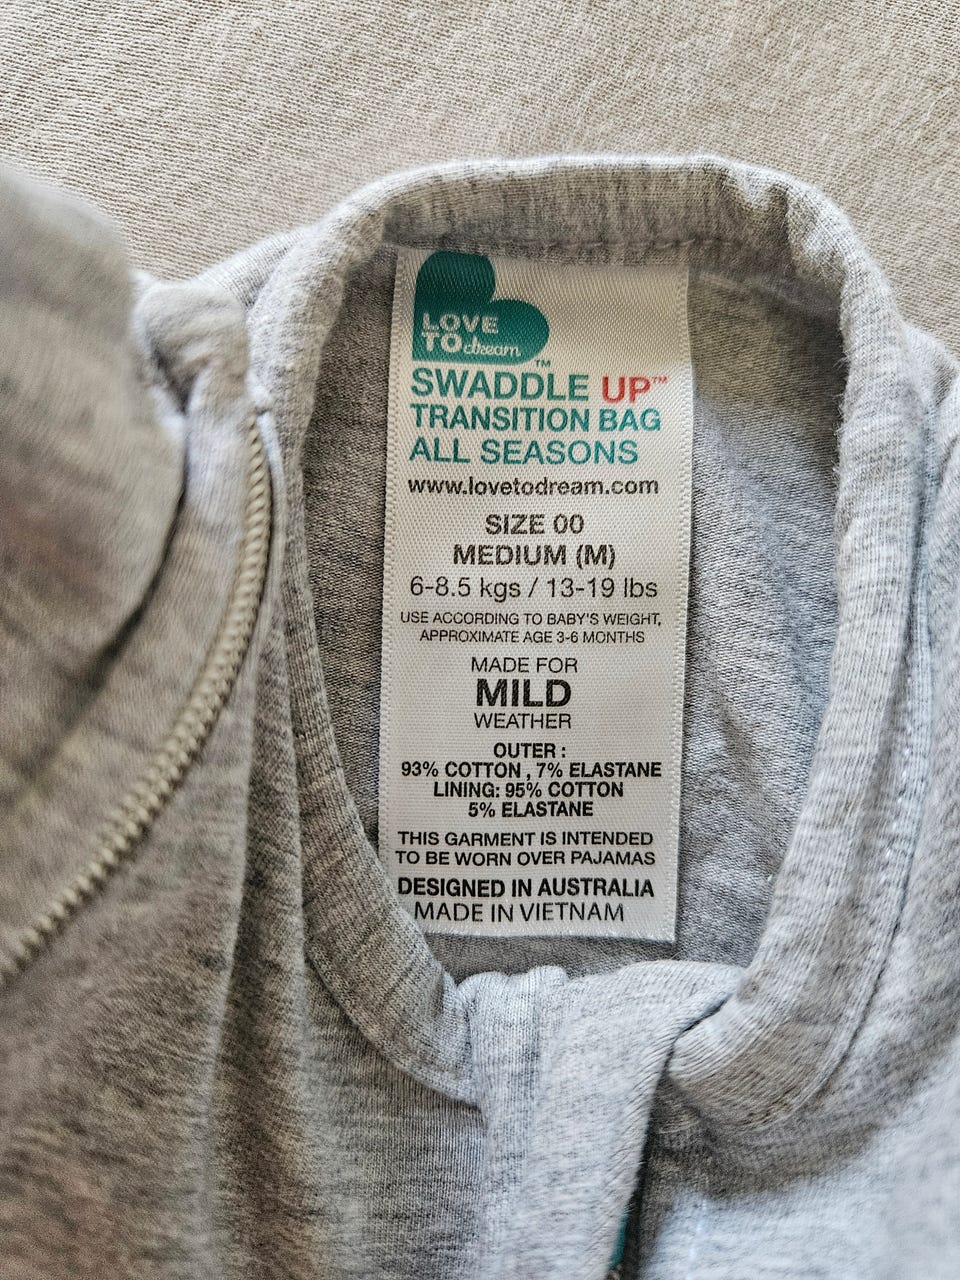 LOVE
TO dream™
SWADDLE UP™
TRANSITION BAG
ALL SEASONS
www.lovetodream.com
SIZE 00
MEDIUM (M)
6-8.5 kgs / 13-19 lbs
USE ACCORDING TO BABY'S WEIGHT,
APPROXIMATE AGE 3-6 MONTHS
MADE FOR
MILD
WEATHER
OUTER :
93% COTTON , 7% ELASTANE
LINING: 95% COTTON
5% ELASTANE
THIS GARMENT IS INTENDED
TO BE WORN OVER PAJAMAS
DESIGNED IN AUSTRALIA
MADE IN VIETNAM